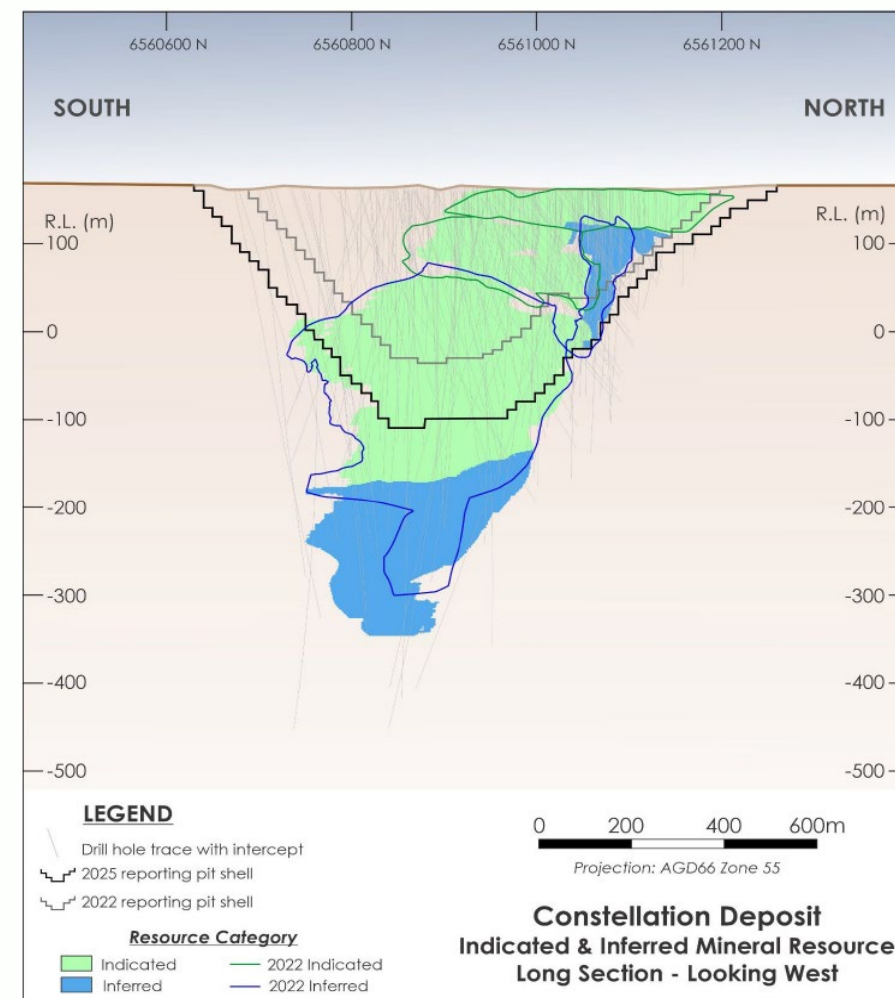 6560600 N 6560800 N 6561000 N 6561200 N
SOUTH NORTH
R.L. (m) R.L. (m)
100 100
0 0
-100 -100
-200 -200
-300 -300
-400 -400
-500 -500
LEGEND
Drill hole trace with intercept
2025 reporting pit shell
2022 reporting pit shell
Resource Category
Indicated 2022 Indicated
Inferred 2022 Inferred
0 200 400 600m
Projection: AGD66 Zone 55
Constellation Deposit
Indicated & Inferred Mineral Resource
Long Section - Looking West